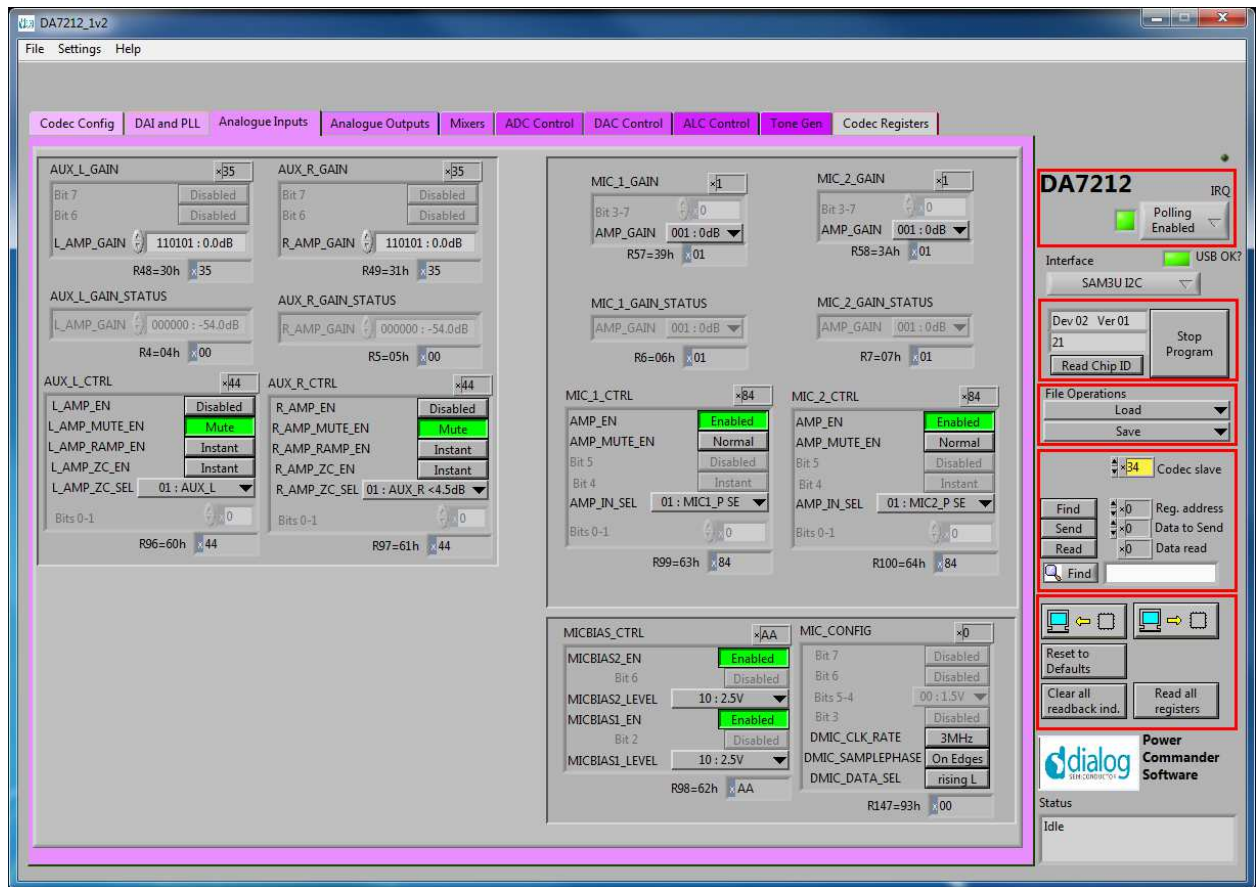 DA7212_1v2
File Settings Help
Codec Config DAI and PLL Analogue Inputs Analogue Outputs Mixers ADC Control DAC Control ALC Control Tone Gen Codec Registers
AUX_L_GAIN x35
Bit 7 Disabled
Bit 6 Disabled
L_AMP_GAIN 110101 : 0.0dB
R48=30h x35
AUX_R_GAIN x35
Bit 7 Disabled
Bit 6 Disabled
R_AMP_GAIN 110101 : 0.0dB
R49=31h x35
AUX_L_GAIN_STATUS
L_AMP_GAIN 000000 : -54.0dB
R4=04h x00
AUX_R_GAIN_STATUS
R_AMP_GAIN 000000 : -54.0dB
R5=05h x00
AUX_L_CTRL x44
L_AMP_EN Disabled
L_AMP_MUTE_EN Mute
L_AMP_RAMP_EN Instant
L_AMP_ZC_EN Instant
L_AMP_ZC_SEL 01 : AUX_L
Bits 0-1 0
R96=60h x44
AUX_R_CTRL x44
R_AMP_EN Disabled
R_AMP_MUTE_EN Mute
R_AMP_RAMP_EN Instant
R_AMP_ZC_EN Instant
R_AMP_ZC_SEL 01 : AUX_R <4.5dB
Bits 0-1 0
R97=61h x44
MIC_1_GAIN x1
Bit 3-7 x0
AMP_GAIN 001 : 0dB
R57=39h x01
MIC_2_GAIN x1
Bit 3-7 x0
AMP_GAIN 001 : 0dB
R58=3Ah x01
MIC_1_GAIN_STATUS
AMP_GAIN 001 : 0dB
R6=06h x01
MIC_2_GAIN_STATUS
AMP_GAIN 001 : 0dB
R7=07h x01
MIC_1_CTRL x84
AMP_EN Enabled
AMP_MUTE_EN Normal
Bit 5 Disabled
Bit 4 Instant
AMP_IN_SEL 01 : MIC1_P SE
Bits 0-1 x0
R99=63h x84
MIC_2_CTRL x84
AMP_EN Enabled
AMP_MUTE_EN Normal
Bit 5 Disabled
Bit 4 Instant
AMP_IN_SEL 01 : MIC2_P SE
Bits 0-1 x0
R100=64h x84
MICBIAS_CTRL xAA
MICBIAS2_EN Enabled
Bit 6 Disabled
MICBIAS2_LEVEL 10 : 2.5V
MICBIAS1_EN Enabled
Bit 2 Disabled
MICBIAS1_LEVEL 10 : 2.5V
R98=62h xAA
MIC_CONFIG x0
Bit 7 Disabled
Bit 6 Disabled
Bits 5-4 00 : 1.5V
Bit 3 Disabled
DMIC_CLK_RATE 3MHz
DMIC_SAMPLEPHASE On Edges
DMIC_DATA_SEL rising L
R147=93h x00
DA7212 IRQ
Polling
Enabled
Interface USB OK?
SAM3U I2C
Dev 02 Ver 01
21
Read Chip ID
Stop
Program
File Operations
Load
Save
x34 Codec slave
Find x0 Reg. address
Send x0 Data to Send
Read x0 Data read
Find
Reset to
Defaults
Clear all
readback ind.
Read all
registers
dialog
SEMICONDUCTOR
Power
Commander
Software
Status
Idle